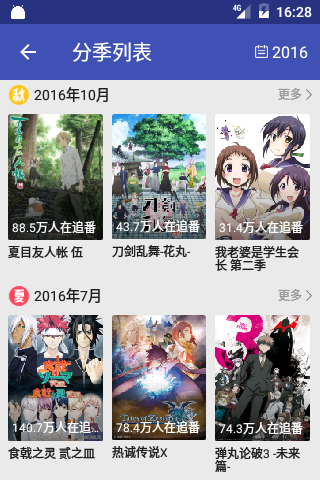 4G 16:28
分季列表 2016
秋 2016年10月 更多
88.5万人在追番
43.7万人在追番
31.4万人在追番
夏目友人帐 伍
刀剑乱舞-花丸-
我老婆是学生会
长 第二季
夏 2016年7月 更多
140.7万人在追...
78.4万人在追番
74.3万人在追番
食戟之灵 贰之皿
热诚传说X
弹丸论破3 -未来
篇-